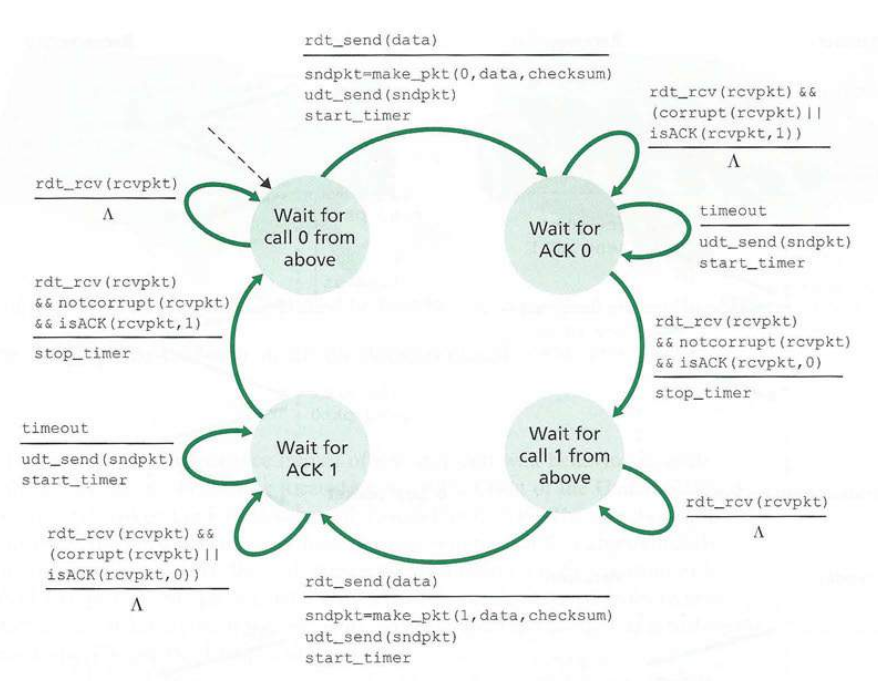 rdt_send(data)
sndpkt=make_pkt(0,data,checksum)
udt_send(sndpkt)
start_timer
rdt_rcv(rcvpkt) &&
(corrupt(rcvpkt)||
isACK(rcvpkt,1))
Λ
rdt_rcv(rcvpkt)
Λ
Wait for
call 0 from
above
Wait for
ACK 0
timeout
udt_send(sndpkt)
start_timer
rdt_rcv(rcvpkt)
&& notcorrupt(rcvpkt)
&& isACK(rcvpkt,1)
stop_timer
rdt_rcv(rcvpkt)
&& notcorrupt(rcvpkt)
&& isACK(rcvpkt,0)
stop_timer
timeout
udt_send(sndpkt)
start_timer
Wait for
ACK 1
Wait for
call 1 from
above
rdt_rcv(rcvpkt)
Λ
rdt_rcv(rcvpkt) &&
(corrupt(rcvpkt)||
isACK(rcvpkt,0))
Λ
rdt_send(data)
sndpkt=make_pkt(1,data,checksum)
udt_send(sndpkt)
start_timer